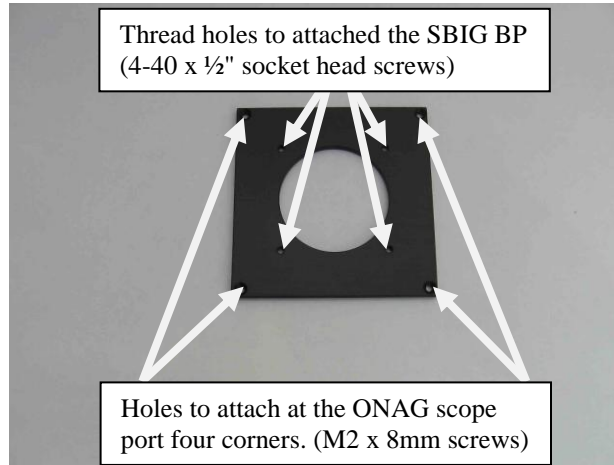 Thread holes to attached the SBIG BP
(4-40 x ½" socket head screws)
Holes to attach at the ONAG scope
port four corners. (M2 x 8mm screws)